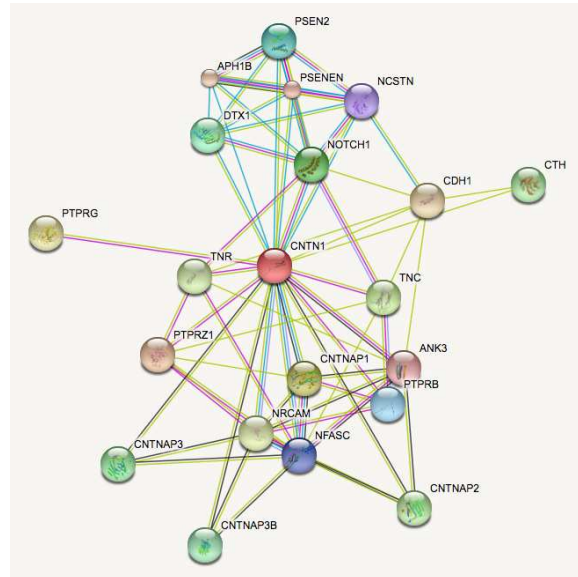 PSEN2
APH1B
PSENEN
NCSTN
DTX1
NOTCH1
CTH
CDH1
PTPRG
CNTN1
TNR
TNC
PTPRZ1
ANK3
CNTNAP1
PTPRB
NRCAM
NFASC
CNTNAP3
CNTNAP2
CNTNAP3B